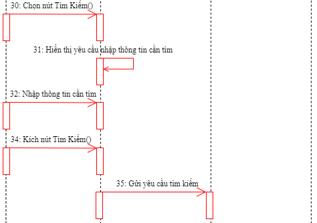 30: Chọn nút Tìm Kiếm()
31: Hiển thị yêu cầu nhập thông tin cần tìm
32: Nhập thông tin cần tìm
34: Kích nút Tìm Kiếm()
35: Gửi yêu cầu tìm kiếm